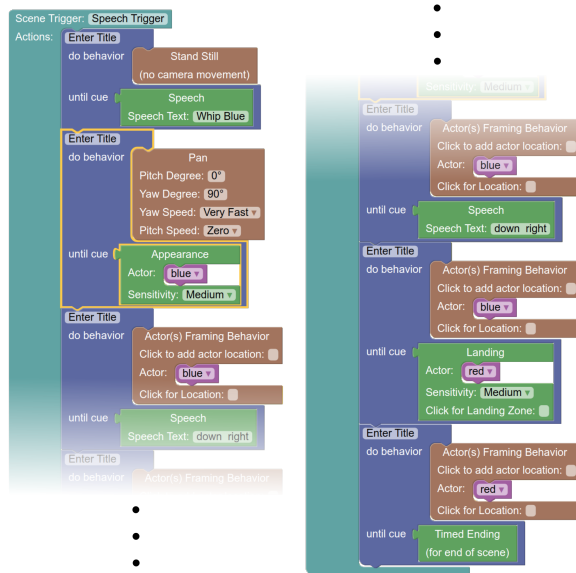 Scene Trigger: Speech Trigger
Actions: Enter Title
do behavior Stand Still
(no camera movement)
until cue Speech
Speech Text: Whip Blue
Enter Title
do behavior Pan
Pitch Degree: 0°
Yaw Degree: 90°
Yaw Speed: Very Fast
Pitch Speed: Zero
until cue Appearance
Actor: blue
Sensitivity: Medium
Enter Title
do behavior Actor(s) Framing Behavior
Click to add actor location:
Actor: blue
Click for Location:
until cue Speech
Speech Text: down right
Enter Title
do behavior Actor(s) Framing Behavior
Sensitivity: Medium
Enter Title
do behavior Actor(s) Framing Behavior
Click to add actor location:
Actor: blue
Click for Location:
until cue Speech
Speech Text: down right
Enter Title
do behavior Actor(s) Framing Behavior
Click to add actor location:
Actor: blue
Click for Location:
until cue Landing
Actor: red
Sensitivity: Medium
Click for Landing Zone:
Enter Title
do behavior Actor(s) Framing Behavior
Click to add actor location:
Actor: red
Click for Location:
until cue Timed Ending
(for end of scene)